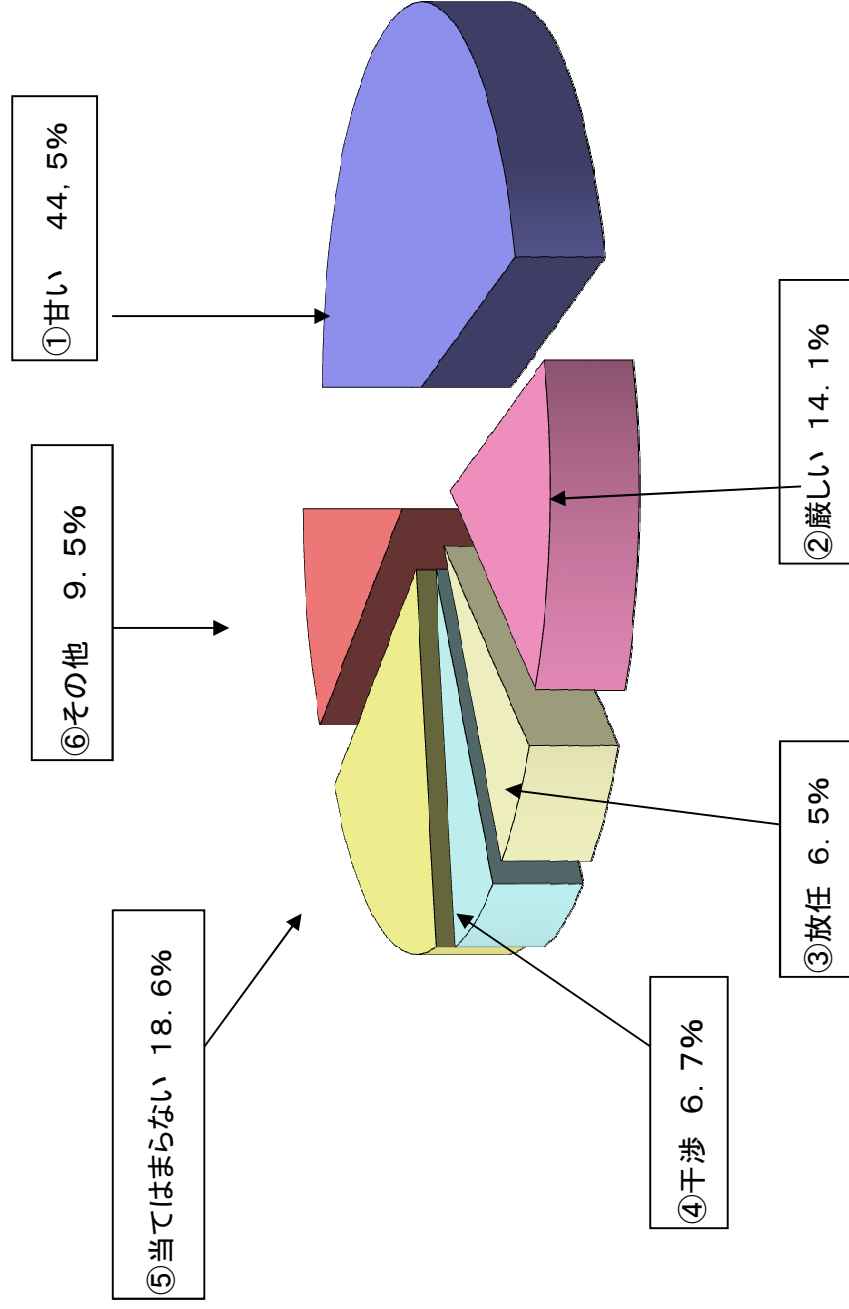 ①甘い　44，5％
②厳しい 14．1％
③放任 6．5％
④干渉 6．7％
⑤当てはまらない 18．6％
⑥その他　9．5％